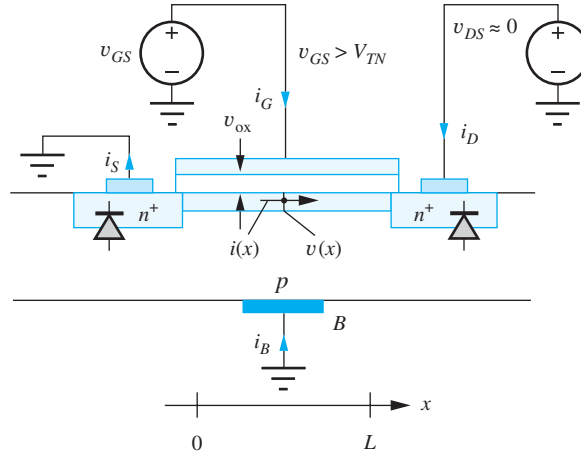 v_GS
+
−
v_GS > V_TN
v_DS ≈ 0
+
−
i_G
v_ox
i_D
i_S
n⁺
n⁺
i(x)
v(x)
p
B
i_B
x
0
L